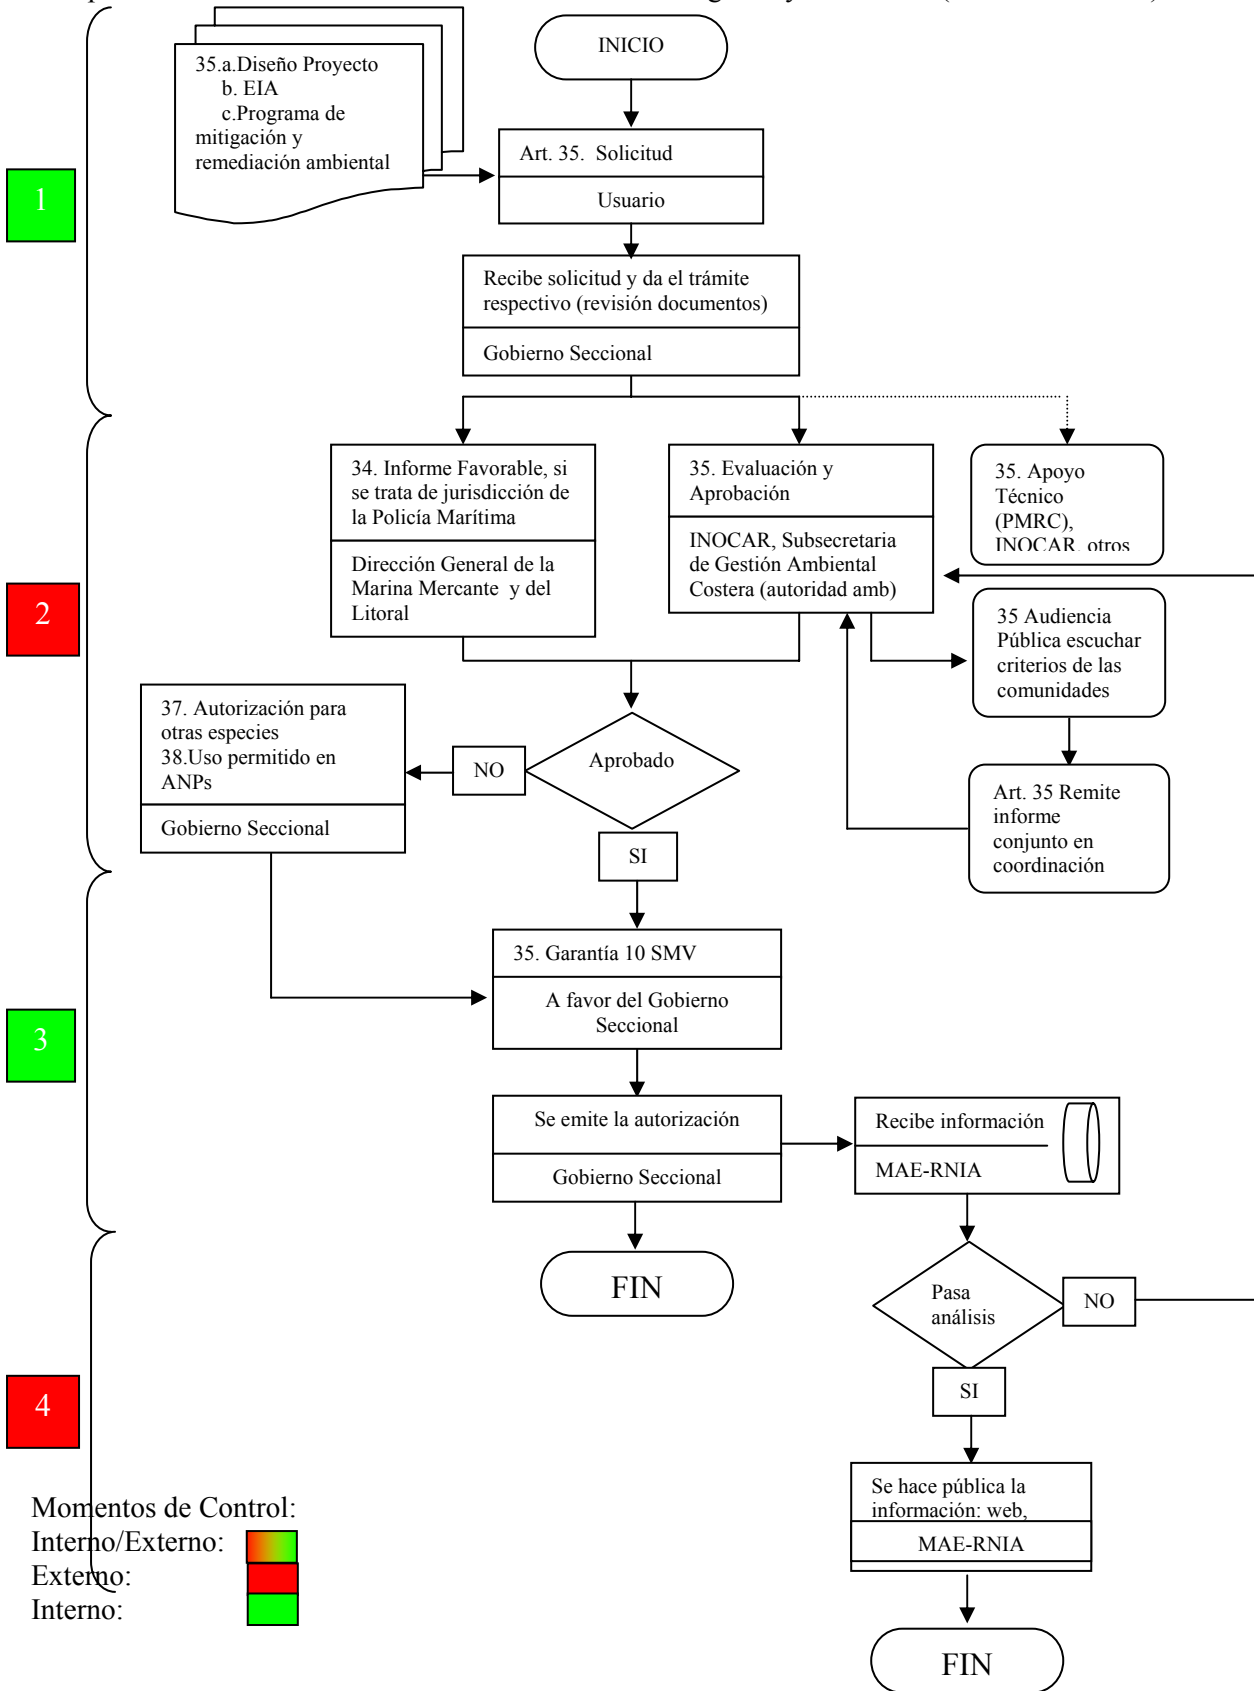 INICIO
35.a.Diseño Proyecto
b. EIA
c.Programa de
mitigación y
remediación ambiental
Art. 35. Solicitud
Usuario
1
Recibe solicitud y da el trámite
respectivo (revisión documentos)
Gobierno Seccional
34. Informe Favorable, si
se trata de jurisdicción de
la Policía Marítima
Dirección General de la
Marina Mercante y del
Litoral
35. Evaluación y
Aprobación
INOCAR, Subsecretaria
de Gestión Ambiental
Costera (autoridad amb)
35. Apoyo
Técnico
(PMRC),
INOCAR, otros
2
35 Audiencia
Pública escuchar
criterios de las
comunidades
37. Autorización para
otras especies
38.Uso permitido en
ANPs
Gobierno Seccional
NO
Aprobado
SI
Art. 35 Remite
informe
conjunto en
coordinación
35. Garantía 10 SMV
A favor del Gobierno
Seccional
3
Se emite la autorización
Gobierno Seccional
Recibe información
MAE-RNIA
FIN
Pasa
análisis
NO
SI
4
Se hace pública la
información: web,
MAE-RNIA
FIN
Momentos de Control:
Interno/Externo:
Externo:
Interno: